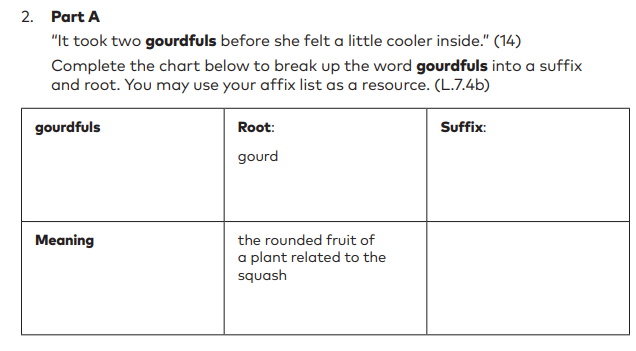 2. Part A
“It took two gourdfuls before she felt a little cooler inside.” (14)
Complete the chart below to break up the word gourdfuls into a suffix
and root. You may use your affix list as a resource. (L.7.4b)
gourdfuls
Root:
gourd
Suffix:
Meaning
the rounded fruit of
a plant related to the
squash